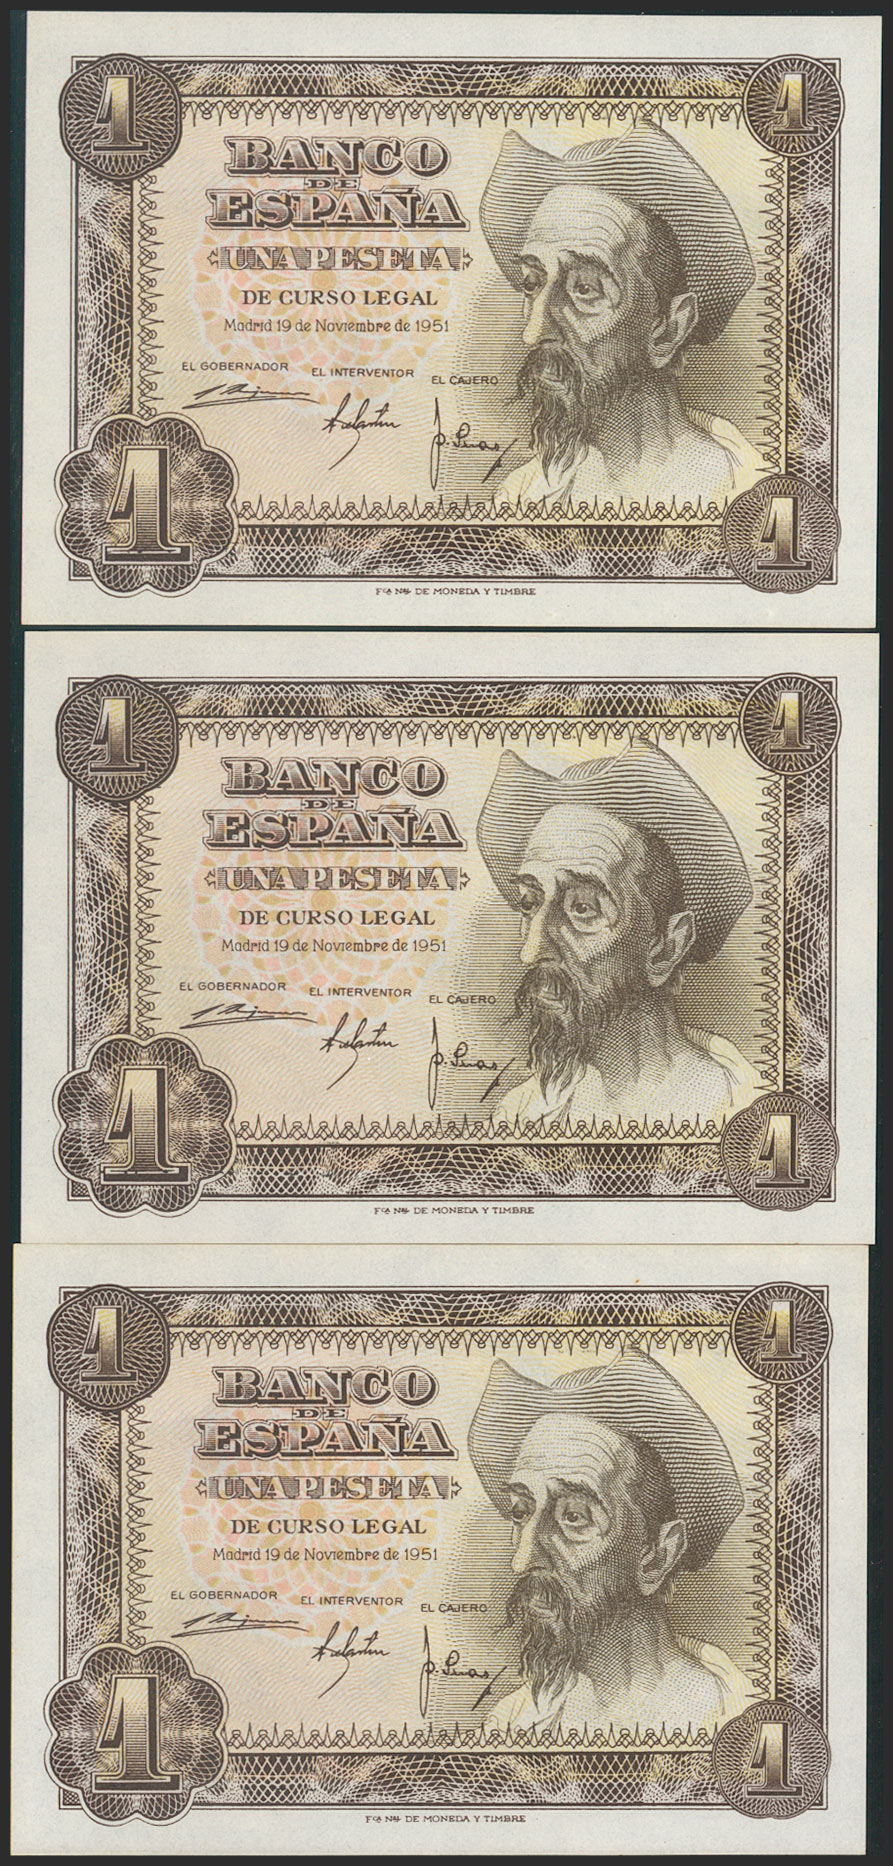 1 1
BANCO
DE
ESPAÑA
UNA PESETA
DE CURSO LEGAL
Madrid 19 de Noviembre de 1951
EL GOBERNADOR EL INTERVENTOR EL CAJERO
1 1
Fca Nal DE MONEDA Y TIMBRE
1 1
BANCO
DE
ESPAÑA
UNA PESETA
DE CURSO LEGAL
Madrid 19 de Noviembre de 1951
EL GOBERNADOR EL INTERVENTOR EL CAJERO
1 1
Fca Nal DE MONEDA Y TIMBRE
1 1
BANCO
DE
ESPAÑA
UNA PESETA
DE CURSO LEGAL
Madrid 19 de Noviembre de 1951
EL GOBERNADOR EL INTERVENTOR EL CAJERO
1 1
Fca Nal DE MONEDA Y TIMBRE